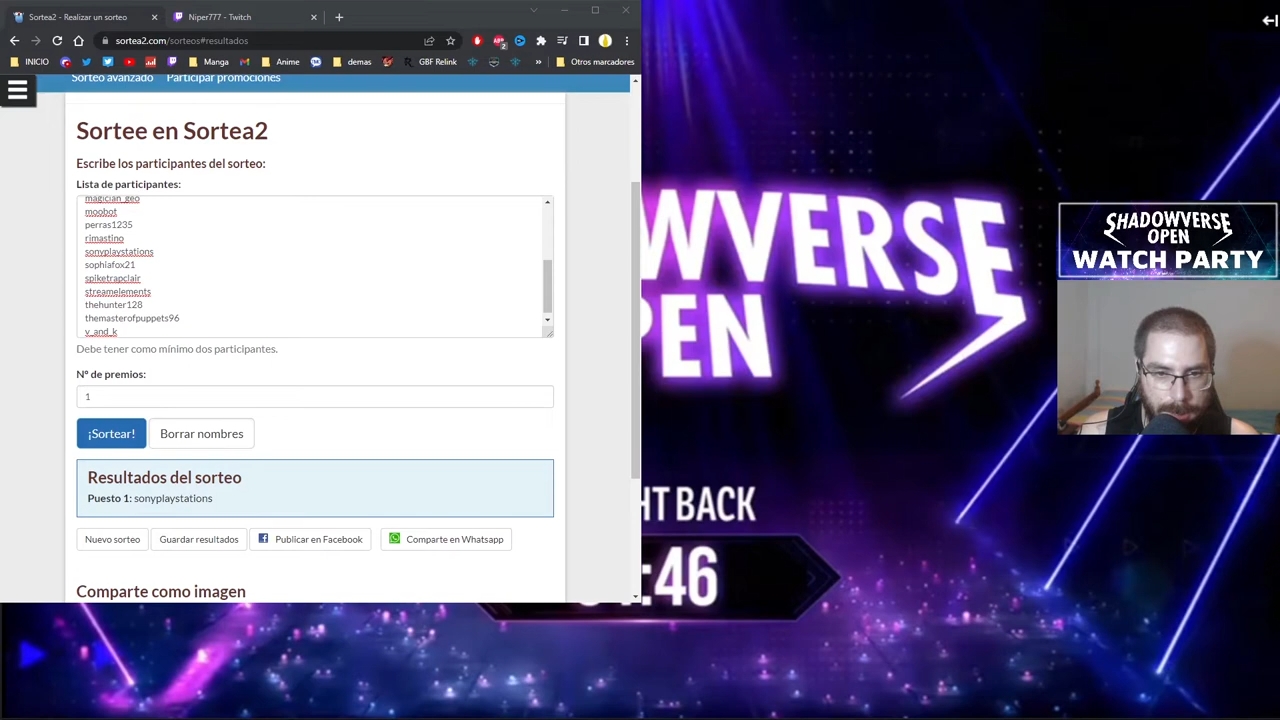 Sortea2 - Realizar un sorteo
Niper777 - Twitch
sortea2.com/sorteos#resultados
INICIO
Manga
Anime
demas
GBF Relink
Otros marcadores
Sorteo avanzado
Participar promociones
Sortee en Sortea2
Escribe los participantes del sorteo:
Lista de participantes:
magician_geo
moobot
perras1235
rimastino
sonyplaystations
sophiafox21
spiketrapclair
streamelements
thehunter128
themasterofpuppets96
v_and_k
Debe tener como mínimo dos participantes.
Nº de premios:
1
¡Sortear!
Borrar nombres
Resultados del sorteo
Puesto 1: sonyplaystations
Nuevo sorteo
Guardar resultados
Publicar en Facebook
Comparte en Whatsapp
Comparte como imagen
WVERSE
PEN
HT BACK
:46
SHADOWVERSE
OPEN
WATCH PARTY